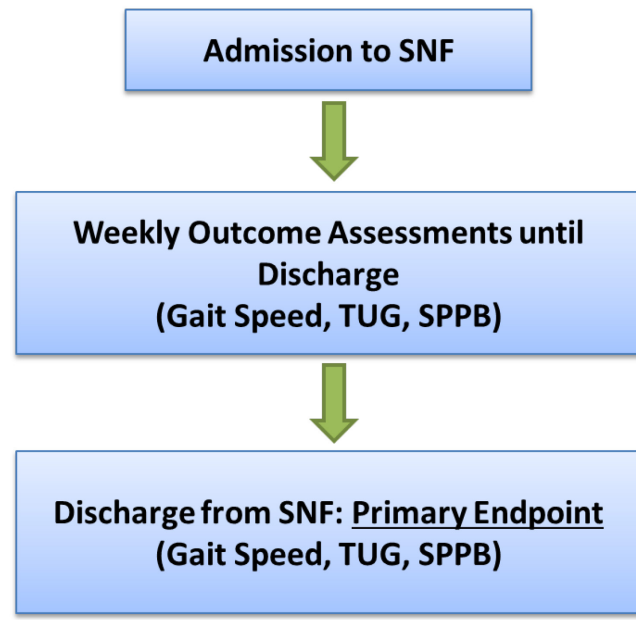 Admission to SNF
Weekly Outcome Assessments until
Discharge
(Gait Speed, TUG, SPPB)
Discharge from SNF: Primary Endpoint
(Gait Speed, TUG, SPPB)